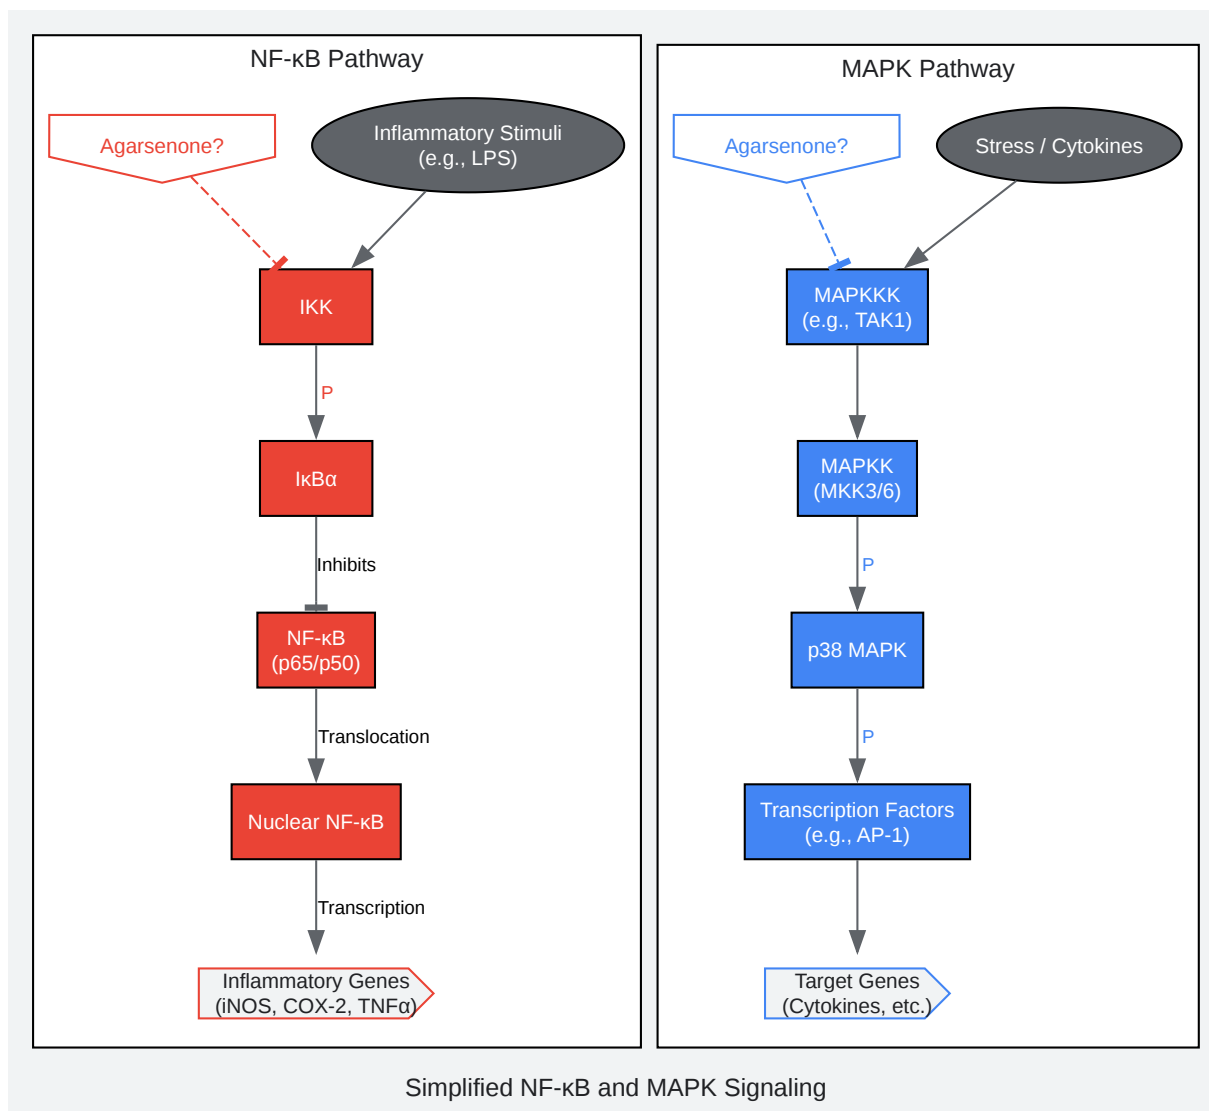 NF-κB Pathway
Agarsenone?
Inflammatory Stimuli
(e.g., LPS)
IKK
P
IκBα
Inhibits
NF-κB
(p65/p50)
Translocation
Nuclear NF-κB
Transcription
Inflammatory Genes
(iNOS, COX-2, TNFα)
MAPK Pathway
Agarsenone?
Stress / Cytokines
MAPKKK
(e.g., TAK1)
MAPKK
(MKK3/6)
P
p38 MAPK
P
Transcription Factors
(e.g., AP-1)
Target Genes
(Cytokines, etc.)
Simplified NF-κB and MAPK Signaling